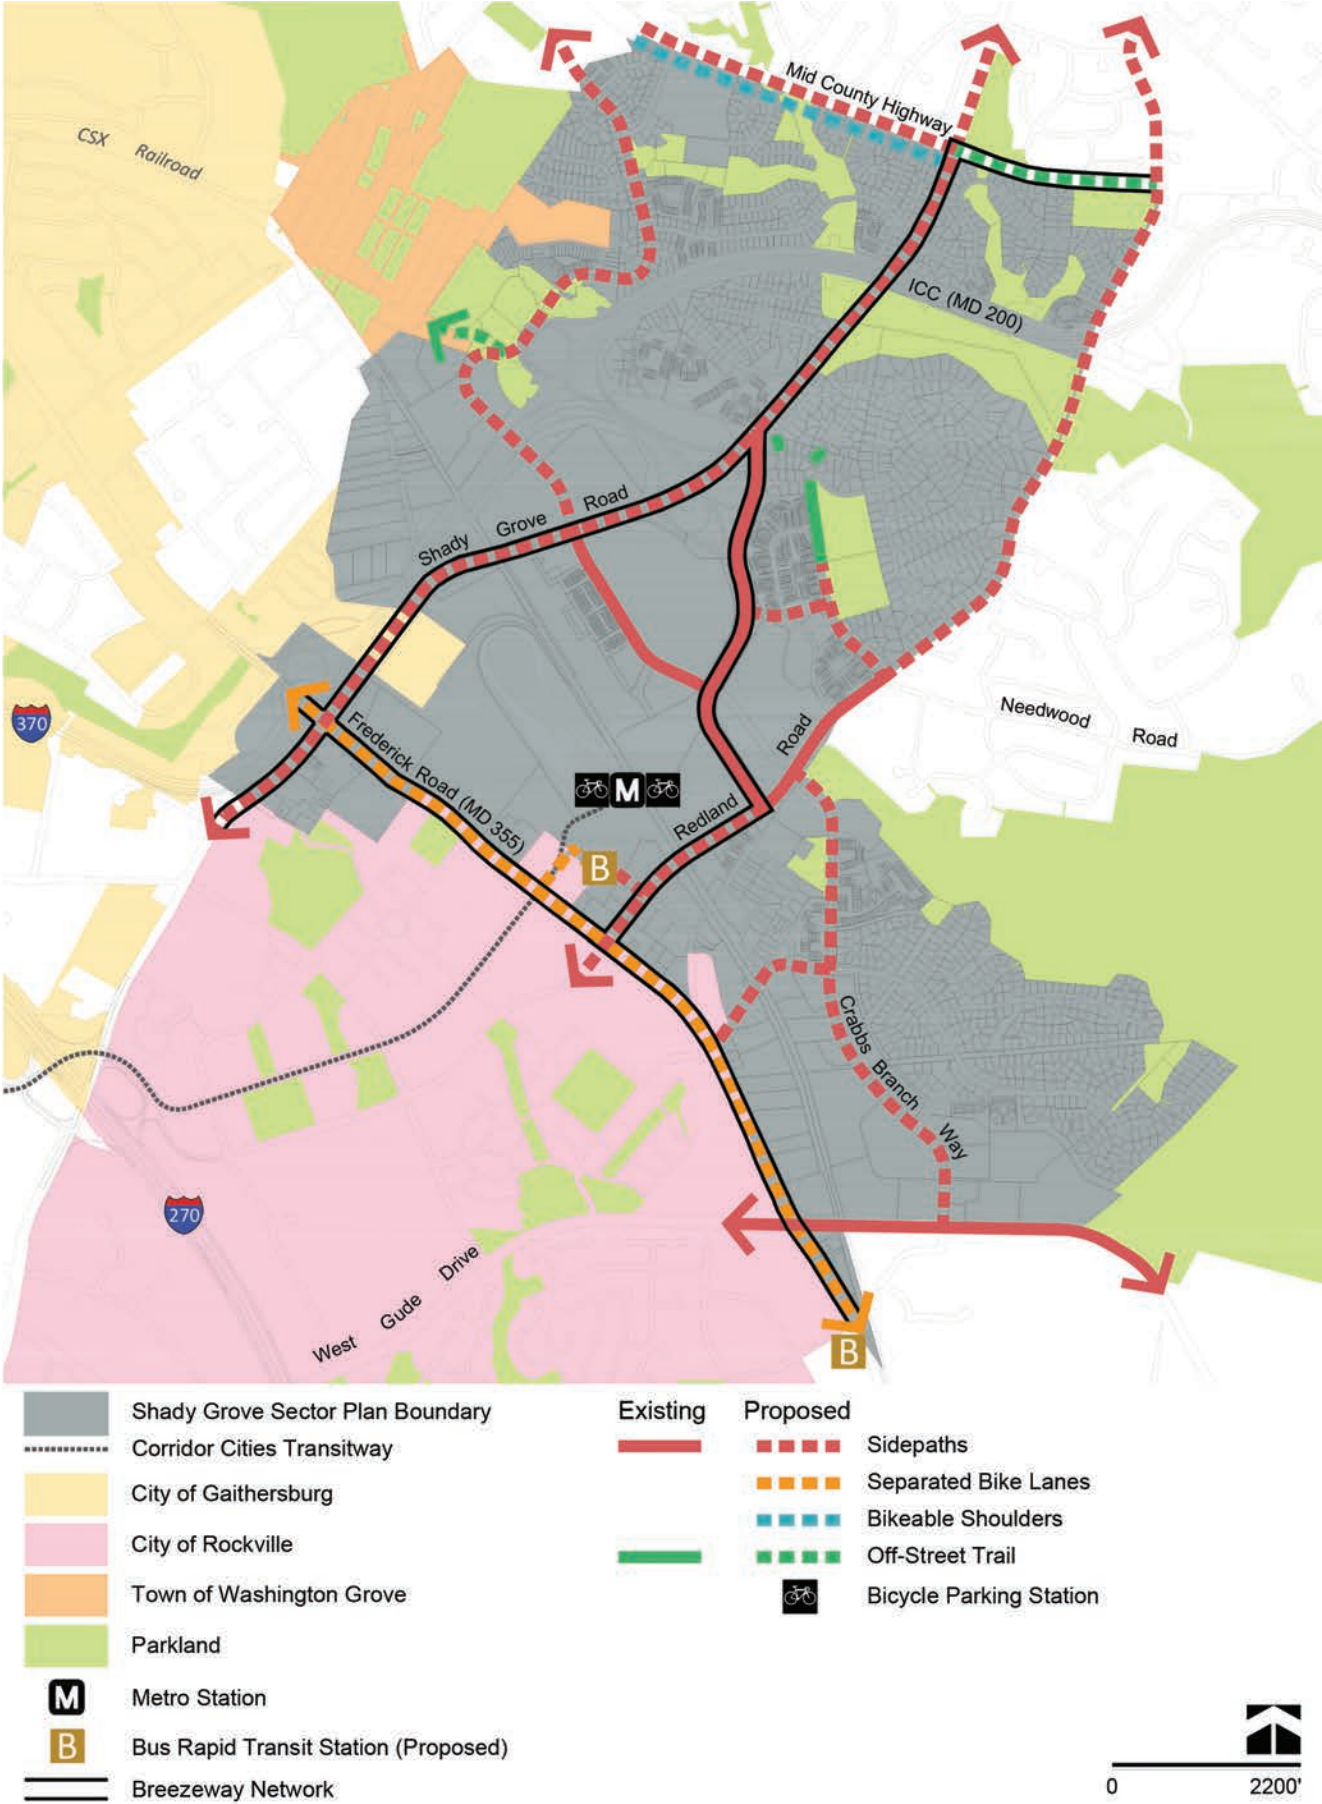 CSX Railroad
Mid County Highway
ICC (MD 200)
Shady Grove Road
370
Frederick Road (MD 355)
Needwood Road
M
Redland Road
B
Crabbs Branch Way
270
West Gude Drive
B
Shady Grove Sector Plan Boundary
Corridor Cities Transitway
City of Gaithersburg
City of Rockville
Town of Washington Grove
Parkland
M Metro Station
B Bus Rapid Transit Station (Proposed)
Breezeway Network
Existing Proposed
Sidepaths
Separated Bike Lanes
Bikeable Shoulders
Off-Street Trail
Bicycle Parking Station
0 2200'